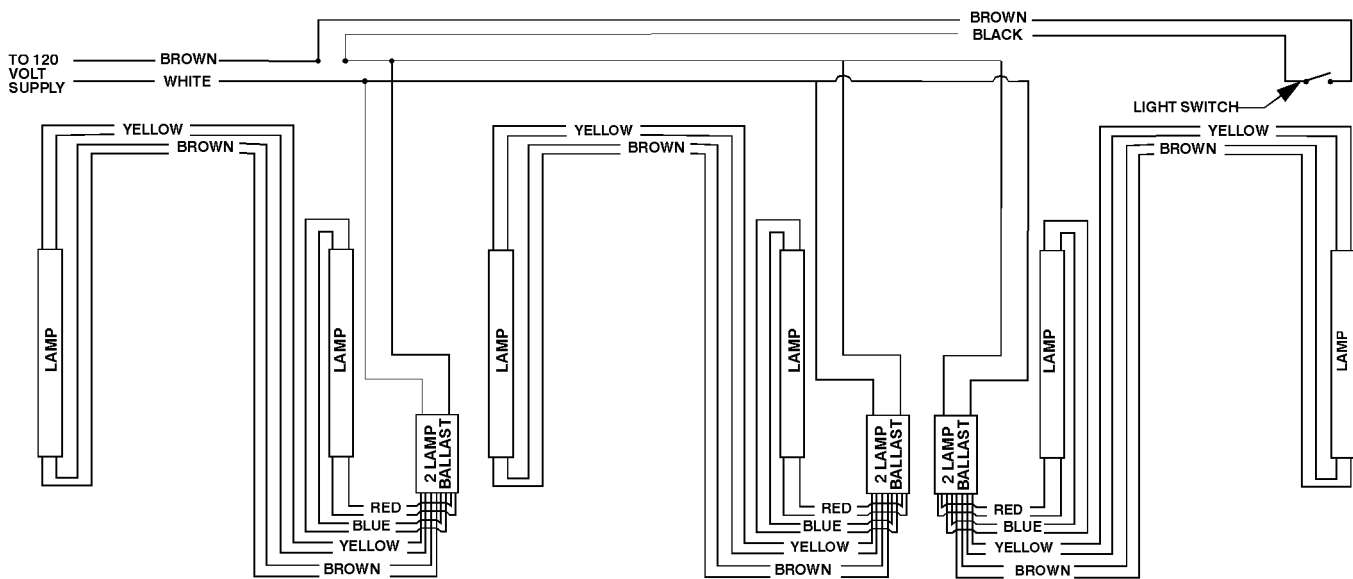 BROWN
BLACK
TO 120
VOLT
SUPPLY
BROWN
WHITE
LIGHT SWITCH
YELLOW
BROWN
YELLOW
BROWN
YELLOW
BROWN
LAMP
LAMP
LAMP
LAMP
LAMP
LAMP
2 LAMP
BALLAST
2 LAMP
BALLAST
2 LAMP
BALLAST
RED
BLUE
YELLOW
BROWN
RED
BLUE
YELLOW
BROWN
RED
BLUE
YELLOW
BROWN